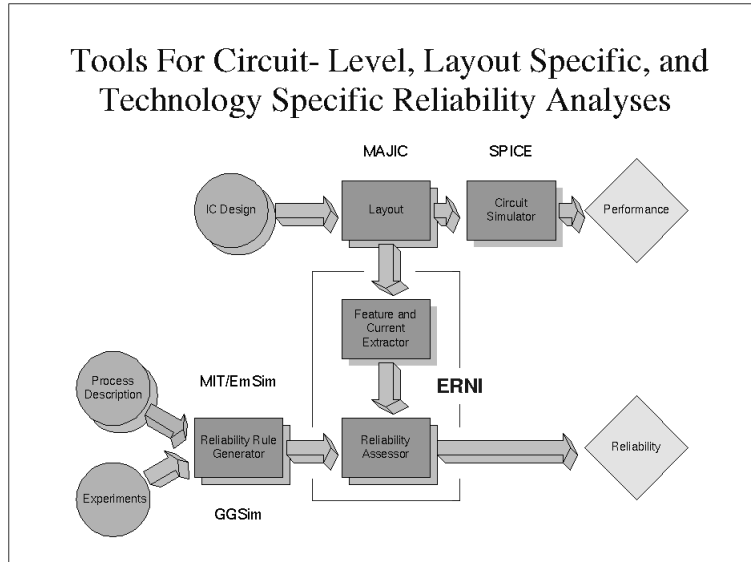 Tools For Circuit- Level, Layout Specific, and
Technology Specific Reliability Analyses
MAJIC
SPICE
IC Design
Layout
Circuit
Simulator
Performance
Feature and
Current
Extractor
ERNI
Process
Description
MIT/EmSim
Reliability Rule
Generator
Reliability
Assessor
Reliability
Experiments
GGSim